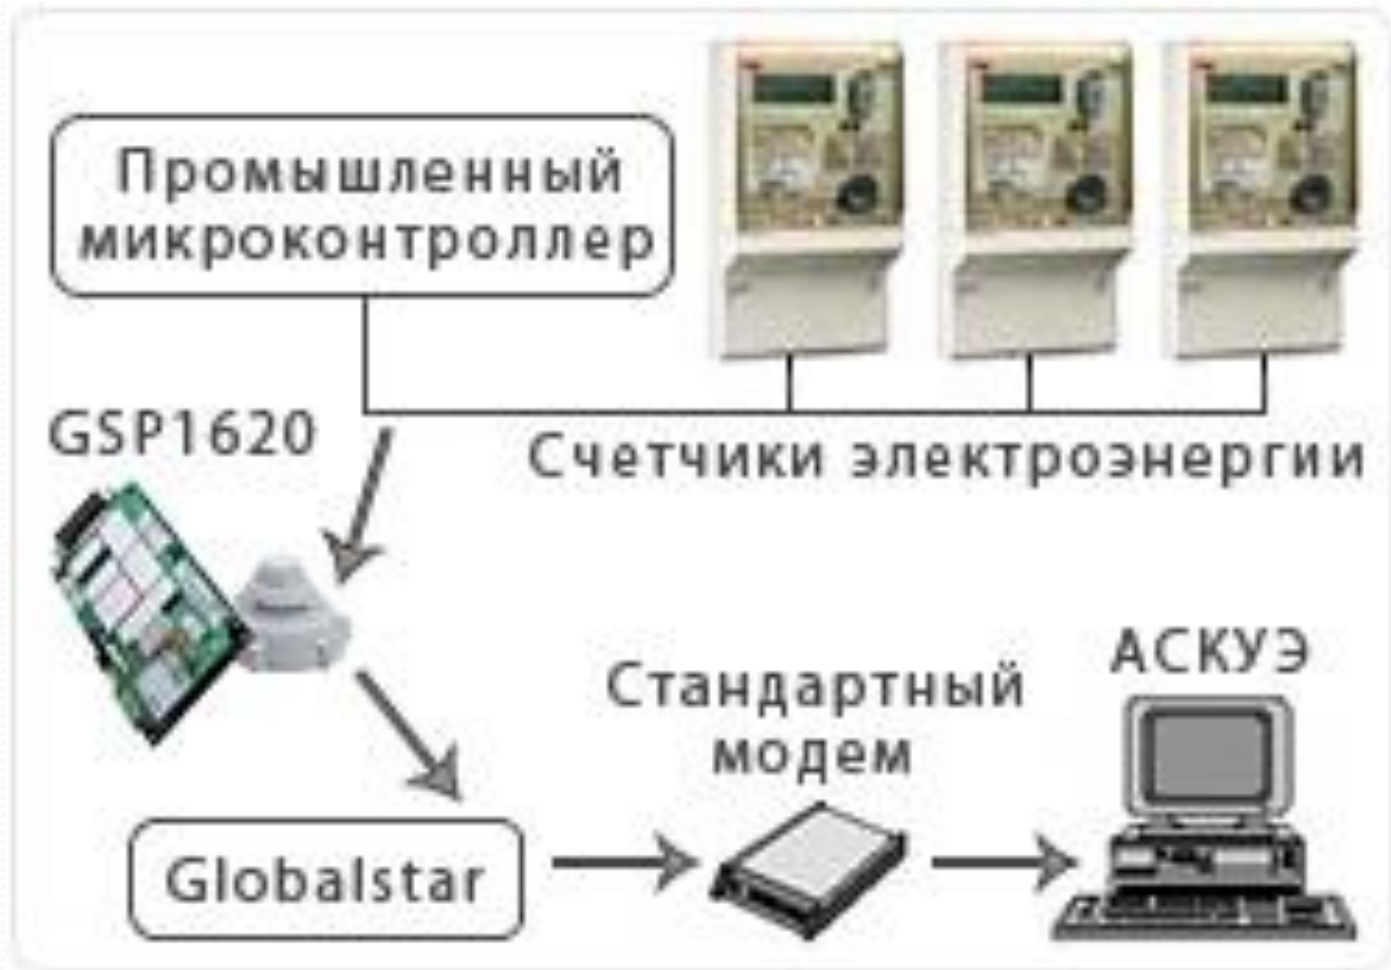 Промышленный
микроконтроллер
GSP1620
Счетчики электроэнергии
АСКУЭ
Стандартный
модем
Globalstar